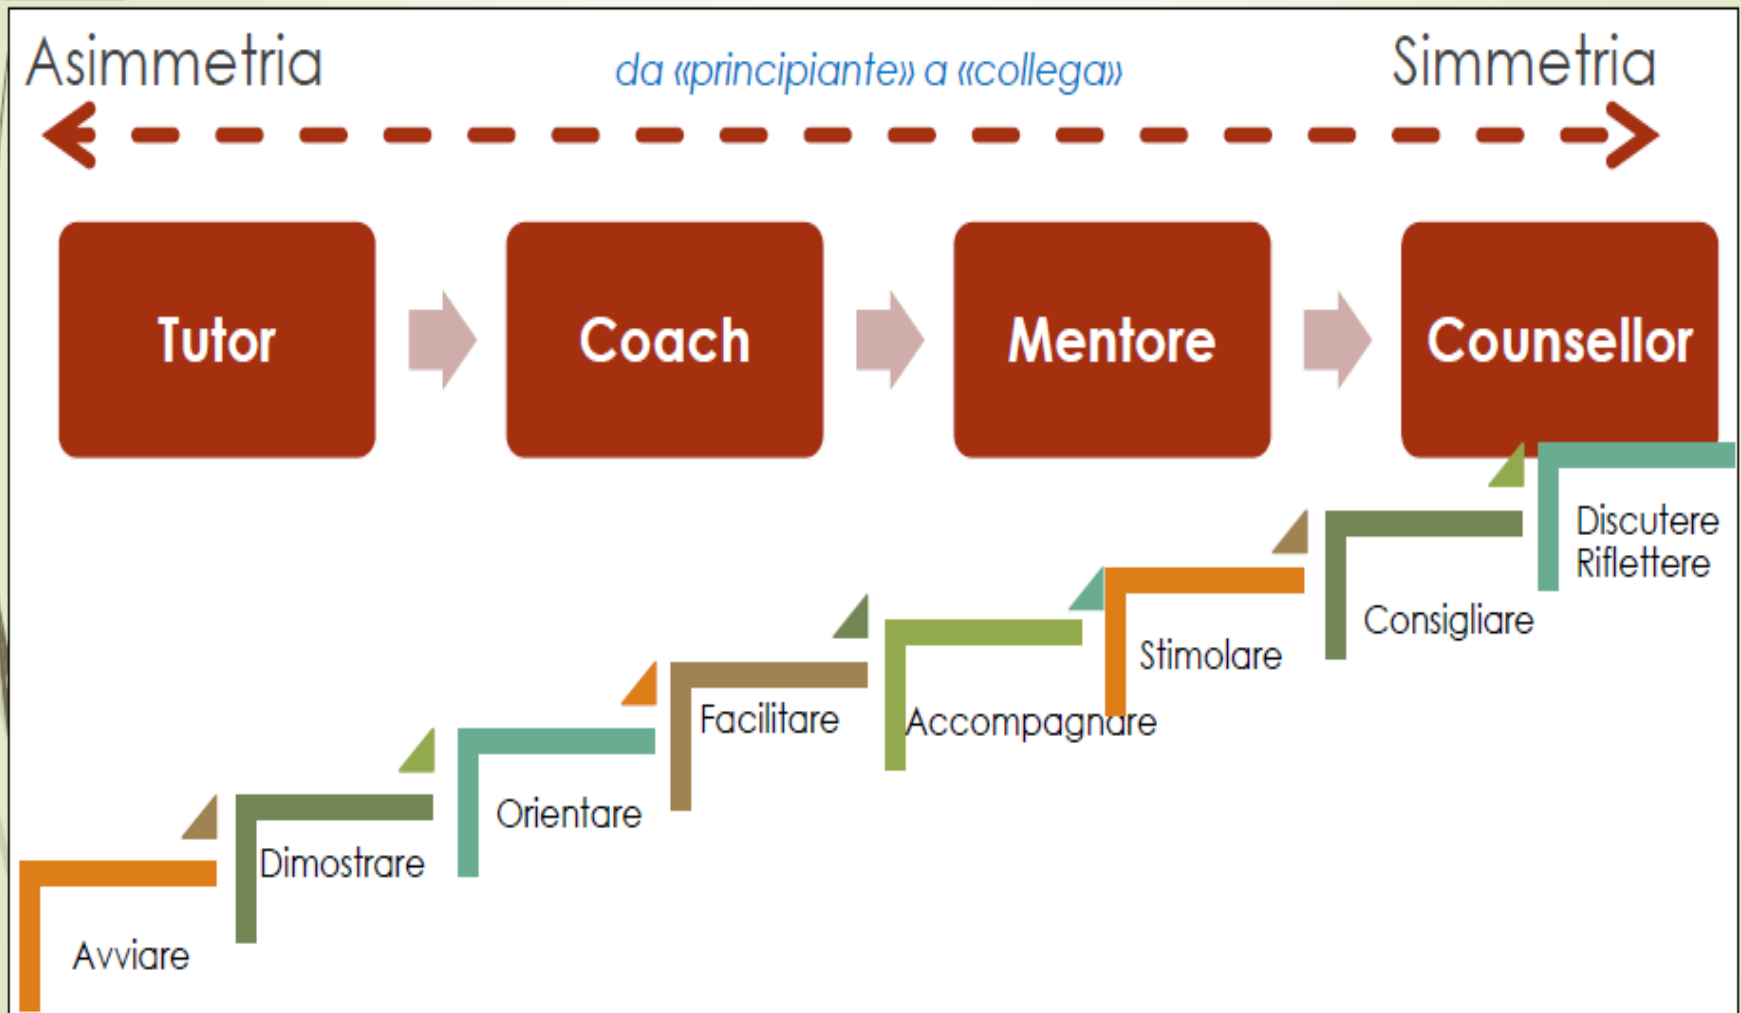 Asimmetria
da «principiante» a «collega»
Simmetria
Tutor
Coach
Mentore
Counsellor
Discutere
Riflettere
Consigliare
Stimolare
Accompagnare
Facilitare
Orientare
Dimostrare
Avviare